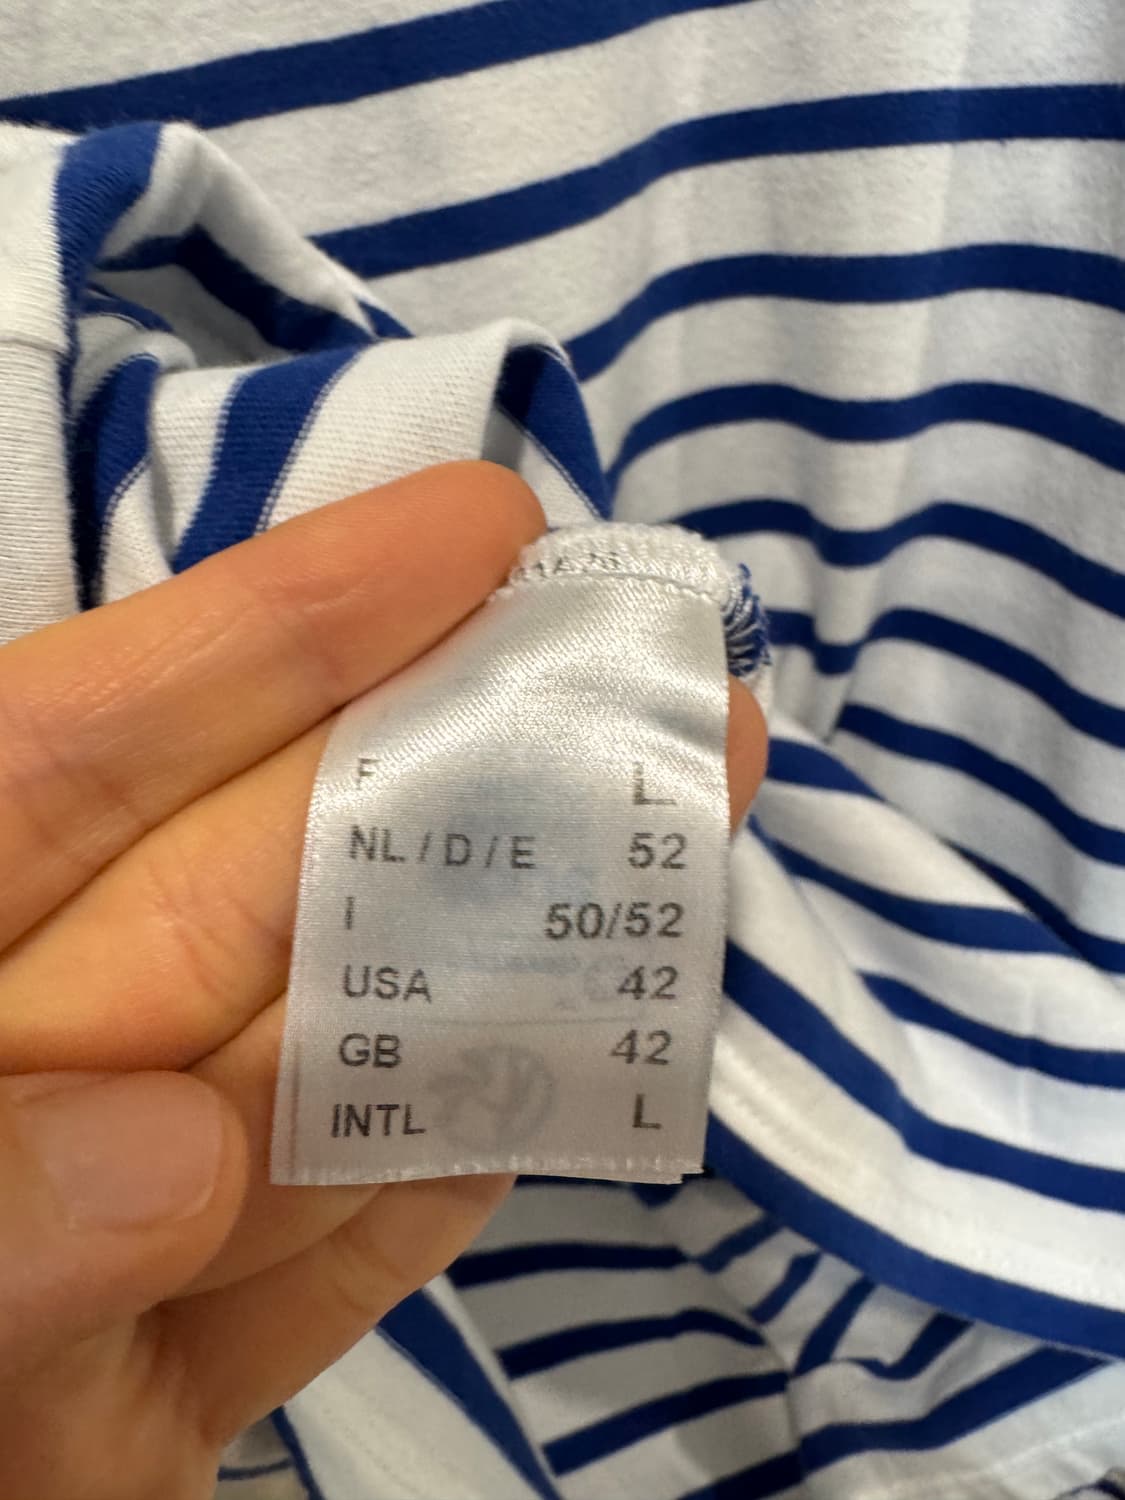 F L
NL / D / E 52
I 50/52
USA 42
GB 42
INTL L